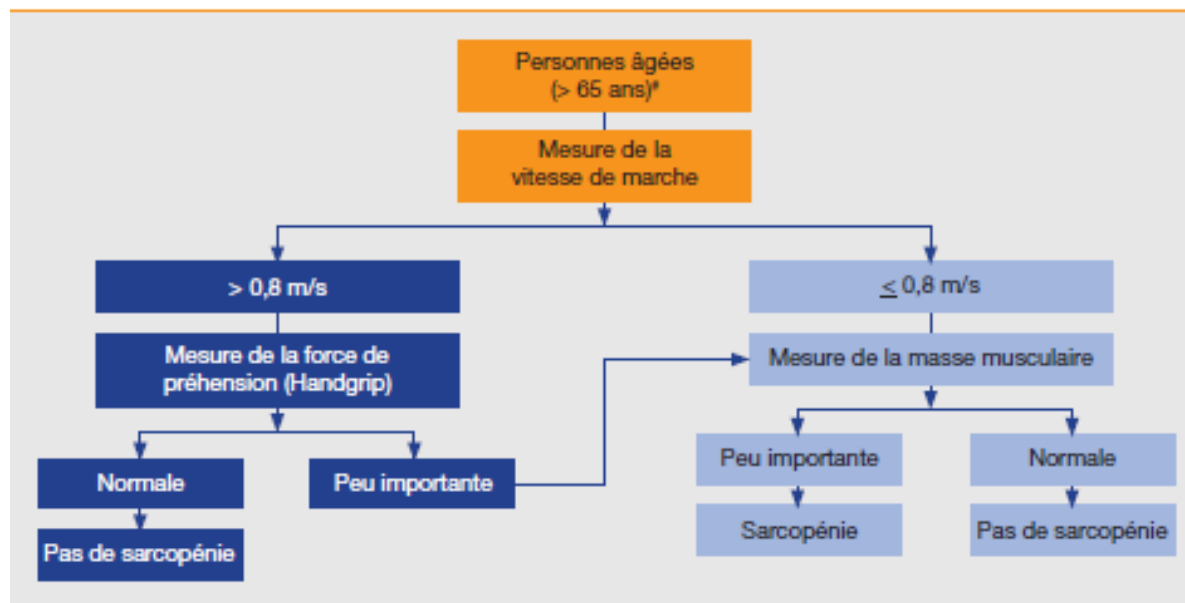 Personnes âgées
(> 65 ans)*
Mesure de la
vitesse de marche
> 0,8 m/s
≤ 0,8 m/s
Mesure de la force de
préhension (Handgrip)
Mesure de la masse musculaire
Normale
Peu importante
Peu importante
Normale
Pas de sarcopénie
Sarcopénie
Pas de sarcopénie